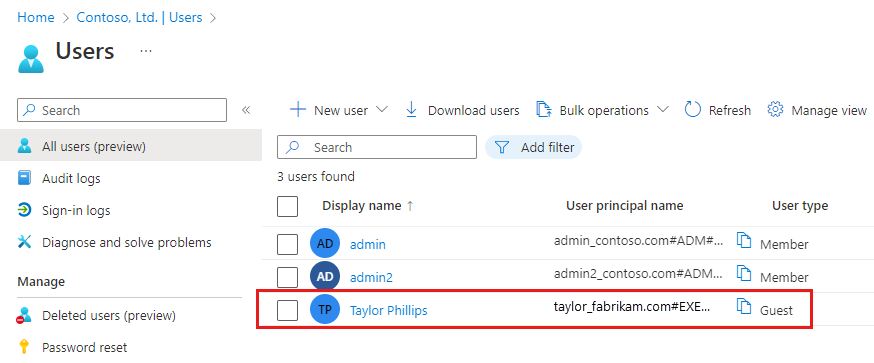 Home > Contoso, Ltd. | Users >
Users ...
Search «
+ New user Download users Bulk operations Refresh Manage view
All users (preview)
Audit logs
Sign-in logs
Diagnose and solve problems
Manage
Deleted users (preview)
Password reset
Search Add filter
3 users found
Display name ↑ User principal name User type
AD admin admin_contoso.com#ADM#... Member
AD admin2 admin2_contoso.com#ADM... Member
TP Taylor Phillips taylor_fabrikam.com#EXE... Guest